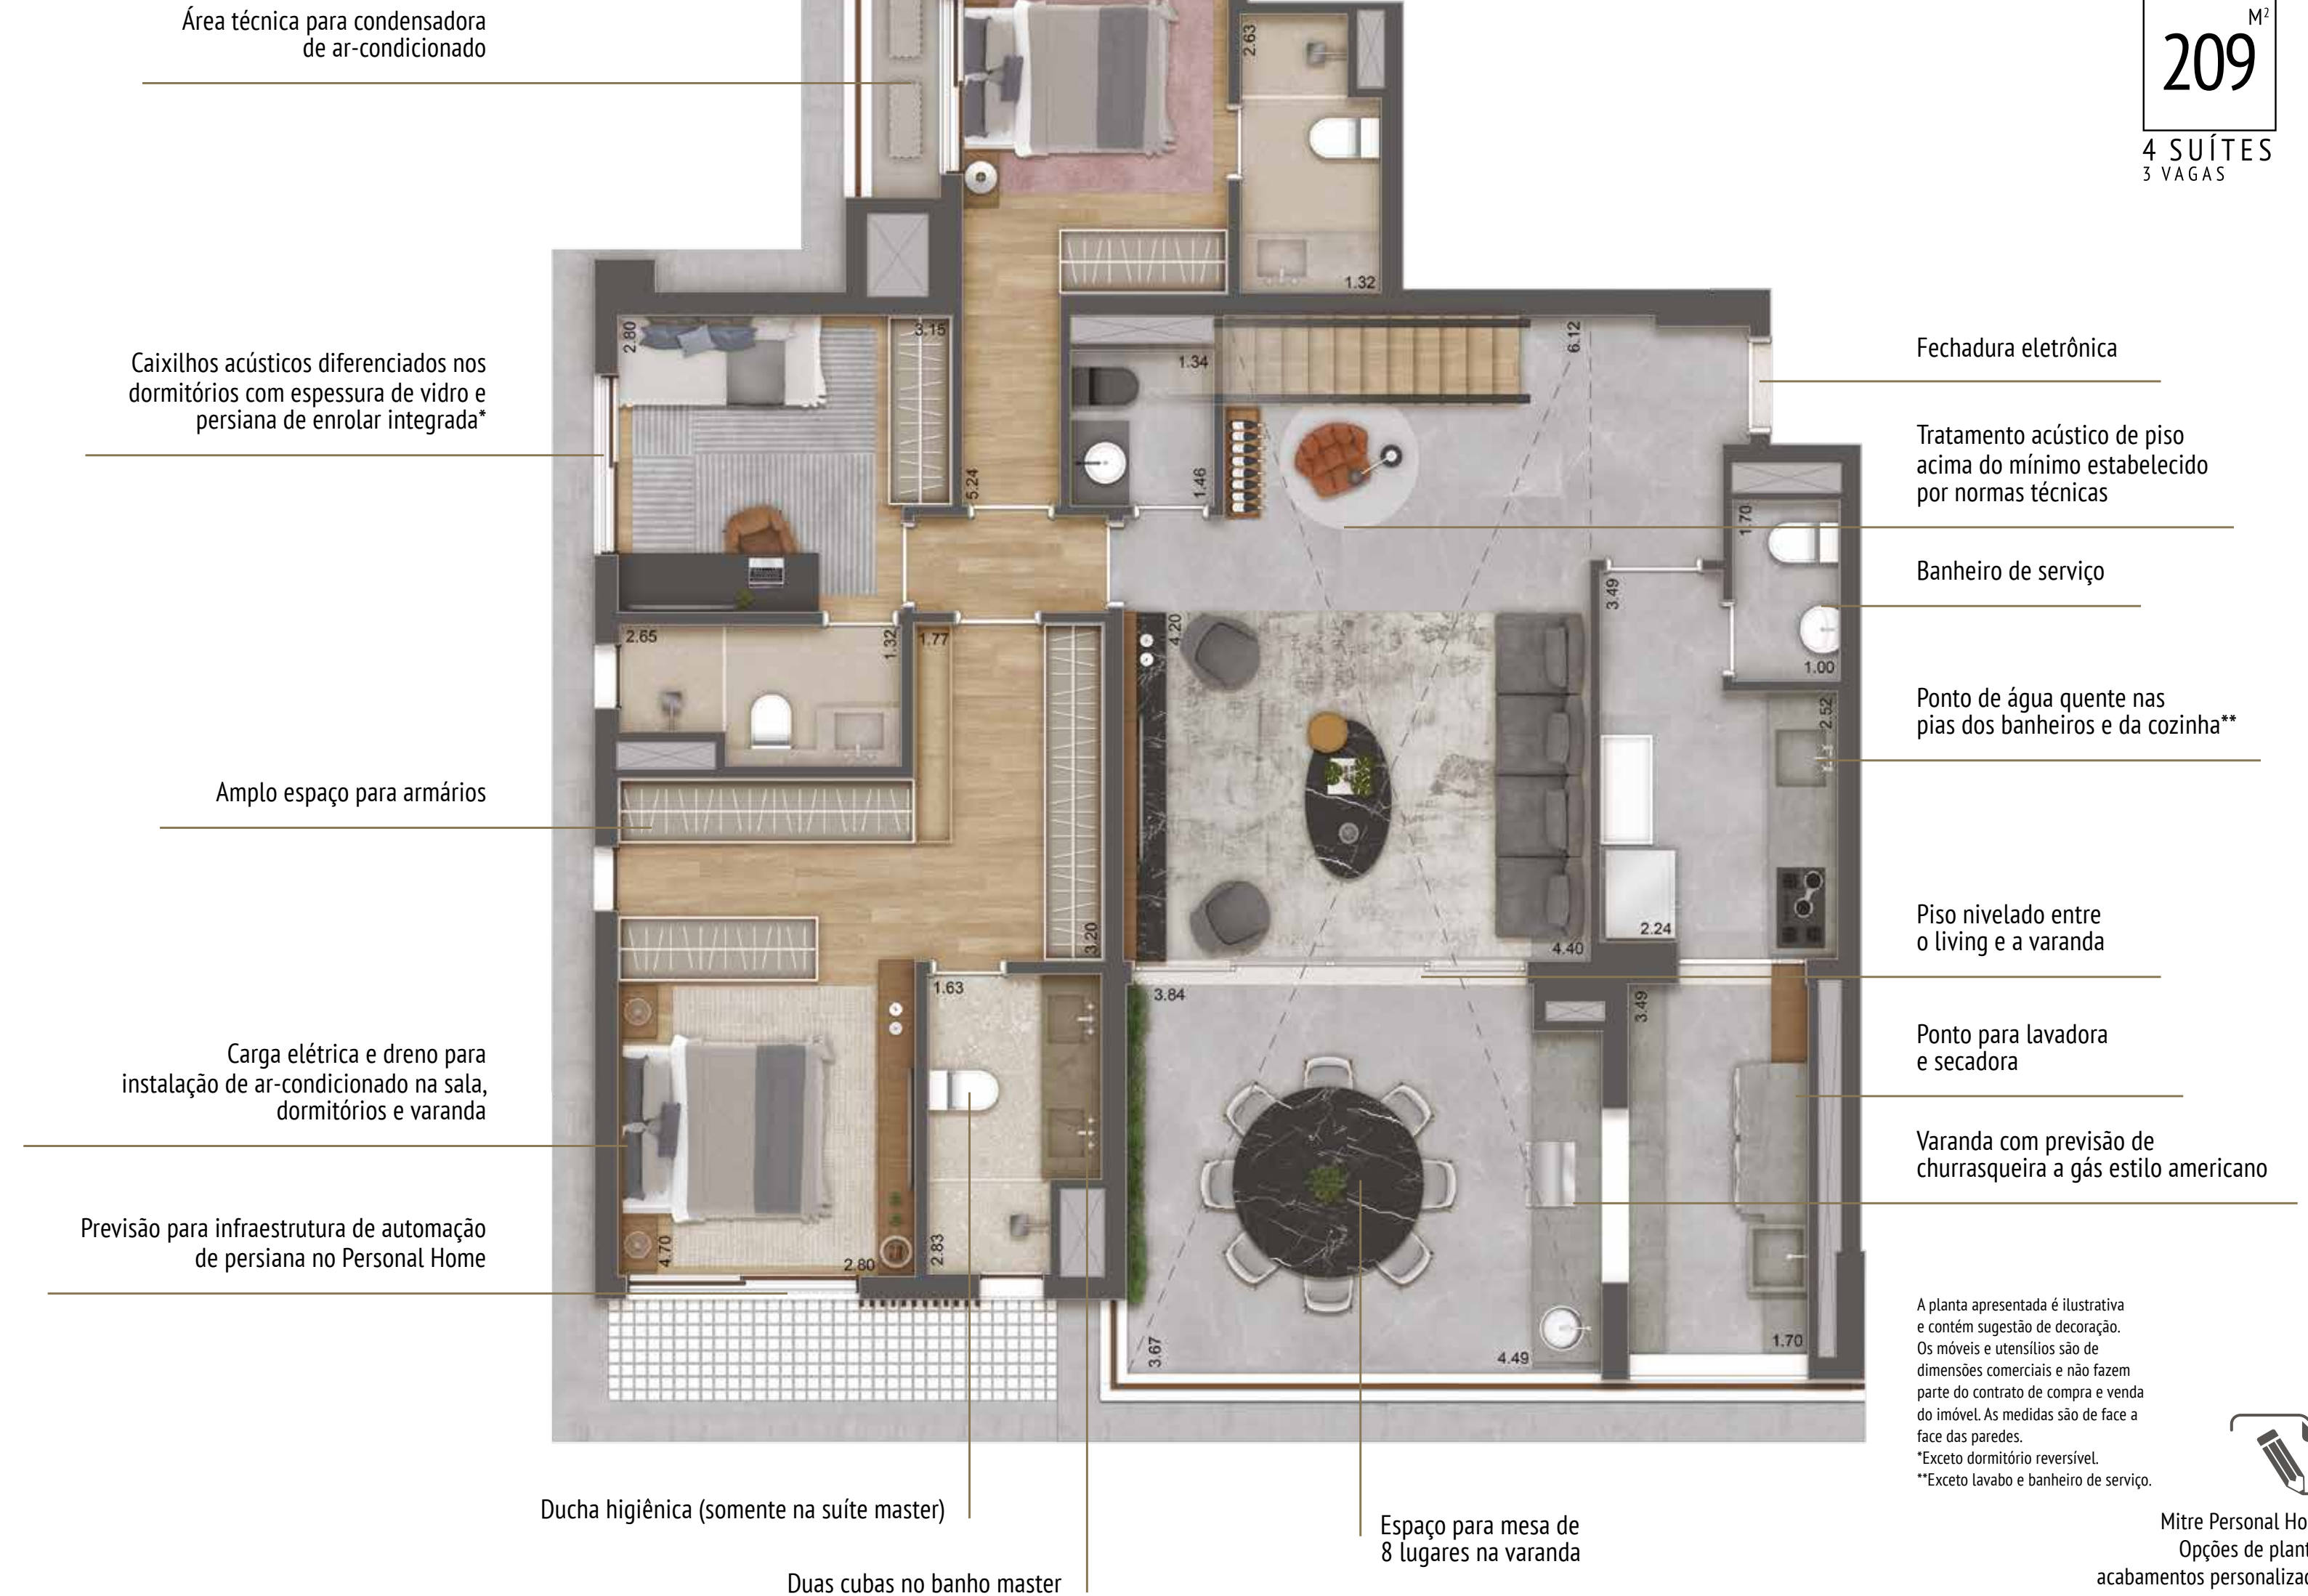 Área técnica para condensadora
de ar-condicionado
M²
209
4 SUÍTES
3 VAGAS
2.63
1.32
Caixilhos acústicos diferenciados nos
dormitórios com espessura de vidro e
persiana de enrolar integrada*
2.80
3.15
5.24
1.34
1.46
6.12
Fechadura eletrônica
Tratamento acústico de piso
acima do mínimo estabelecido
por normas técnicas
1.70
Banheiro de serviço
1.00
2.65
1.32
1.77
4.20
3.49
Ponto de água quente nas
pias dos banheiros e da cozinha**
2.52
Amplo espaço para armários
3.20
4.40
2.24
Piso nivelado entre
o living e a varanda
1.63
3.84
3.49
Ponto para lavadora
e secadora
Carga elétrica e dreno para
instalação de ar-condicionado na sala,
dormitórios e varanda
Varanda com previsão de
churrasqueira a gás estilo americano
Previsão para infraestrutura de automação
de persiana no Personal Home
4.70
2.80
2.83
3.67
4.49
1.70
A planta apresentada é ilustrativa
e contém sugestão de decoração.
Os móveis e utensílios são de
dimensões comerciais e não fazem
parte do contrato de compra e venda
do imóvel. As medidas são de face a
face das paredes.
*Exceto dormitório reversível.
**Exceto lavabo e banheiro de serviço.
Ducha higiênica (somente na suíte master)
Duas cubas no banho master
Espaço para mesa de
8 lugares na varanda
Mitre Personal Ho
Opções de plant
acabamentos personaliza